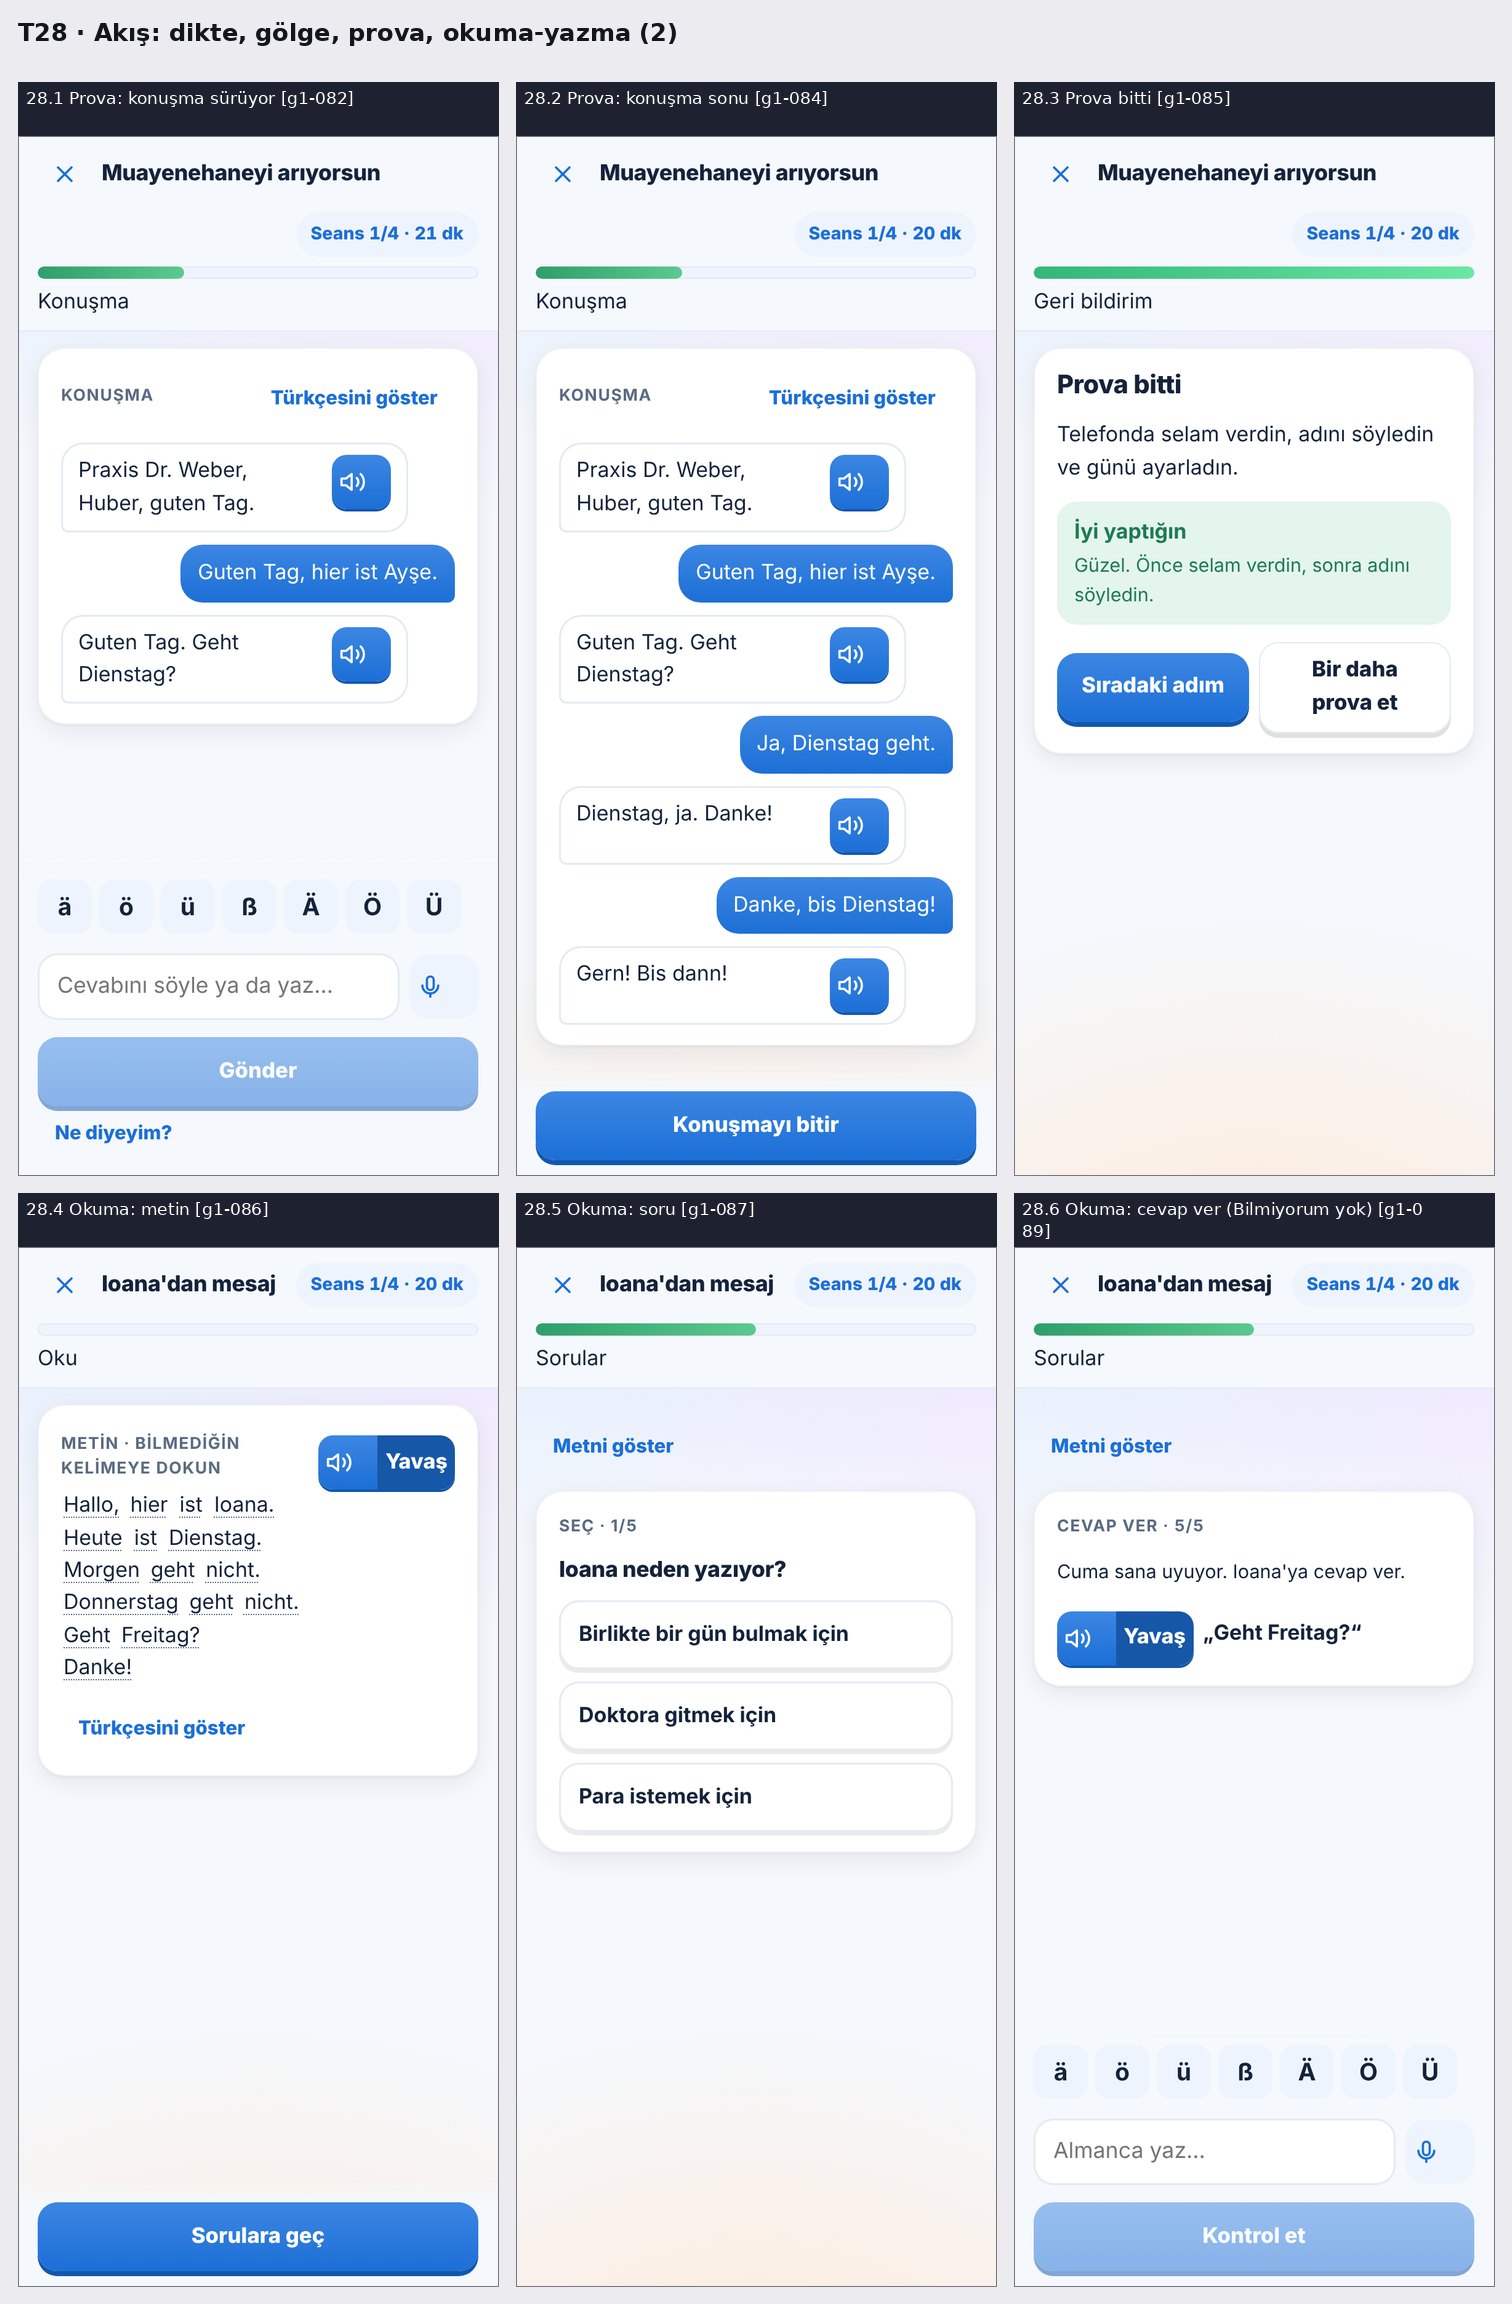 T28 · Akış: dikte, gölge, prova, okuma-yazma (2)
28.1 Prova: konuşma sürüyor [g1-082]
Muayenehaneyi arıyorsun
Seans 1/4 · 21 dk
Konuşma
KONUŞMA
Türkçesini göster
Praxis Dr. Weber,
Huber, guten Tag.
Guten Tag, hier ist Ayşe.
Guten Tag. Geht
Dienstag?
ä ö ü ß Ä Ö Ü
Cevabını söyle ya da yaz...
Gönder
Ne diyeyim?
28.2 Prova: konuşma sonu [g1-084]
Muayenehaneyi arıyorsun
Seans 1/4 · 20 dk
Konuşma
KONUŞMA
Türkçesini göster
Praxis Dr. Weber,
Huber, guten Tag.
Guten Tag, hier ist Ayşe.
Guten Tag. Geht
Dienstag?
Ja, Dienstag geht.
Dienstag, ja. Danke!
Danke, bis Dienstag!
Gern! Bis dann!
Konuşmayı bitir
28.3 Prova bitti [g1-085]
Muayenehaneyi arıyorsun
Seans 1/4 · 20 dk
Geri bildirim
Prova bitti
Telefonda selam verdin, adını söyledin
ve günü ayarladın.
İyi yaptığın
Güzel. Önce selam verdin, sonra adını
söyledin.
Sıradaki adım
Bir daha
prova et
28.4 Okuma: metin [g1-086]
Ioana'dan mesaj
Seans 1/4 · 20 dk
Oku
METİN · BİLMEDİĞİN
KELİMEYE DOKUN
Yavaş
Hallo, hier ist Ioana.
Heute ist Dienstag.
Morgen geht nicht.
Donnerstag geht nicht.
Geht Freitag?
Danke!
Türkçesini göster
Sorulara geç
28.5 Okuma: soru [g1-087]
Ioana'dan mesaj
Seans 1/4 · 20 dk
Sorular
Metni göster
SEÇ · 1/5
Ioana neden yazıyor?
Birlikte bir gün bulmak için
Doktora gitmek için
Para istemek için
28.6 Okuma: cevap ver (Bilmiyorum yok) [g1-0
89]
Ioana'dan mesaj
Seans 1/4 · 20 dk
Sorular
Metni göster
CEVAP VER · 5/5
Cuma sana uyuyor. Ioana'ya cevap ver.
Yavaş
„Geht Freitag?“
ä ö ü ß Ä Ö Ü
Almanca yaz...
Kontrol et